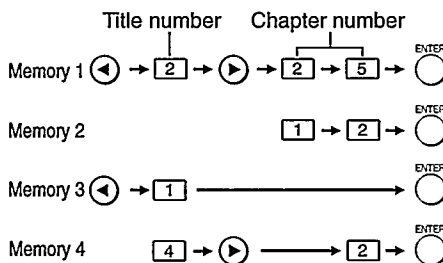 Title number Chapter number
ENTER
Memory 1 2 2 5
ENTER
Memory 2 1 2
ENTER
Memory 3 1
ENTER
Memory 4 4 2